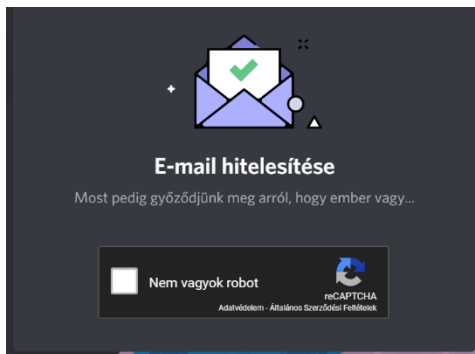 E-mail hitelesítése
Most pedig győződjünk meg arról, hogy ember vagy...
Nem vagyok robot
reCAPTCHA
Adatvédelem - Általános Szerződési Feltételek